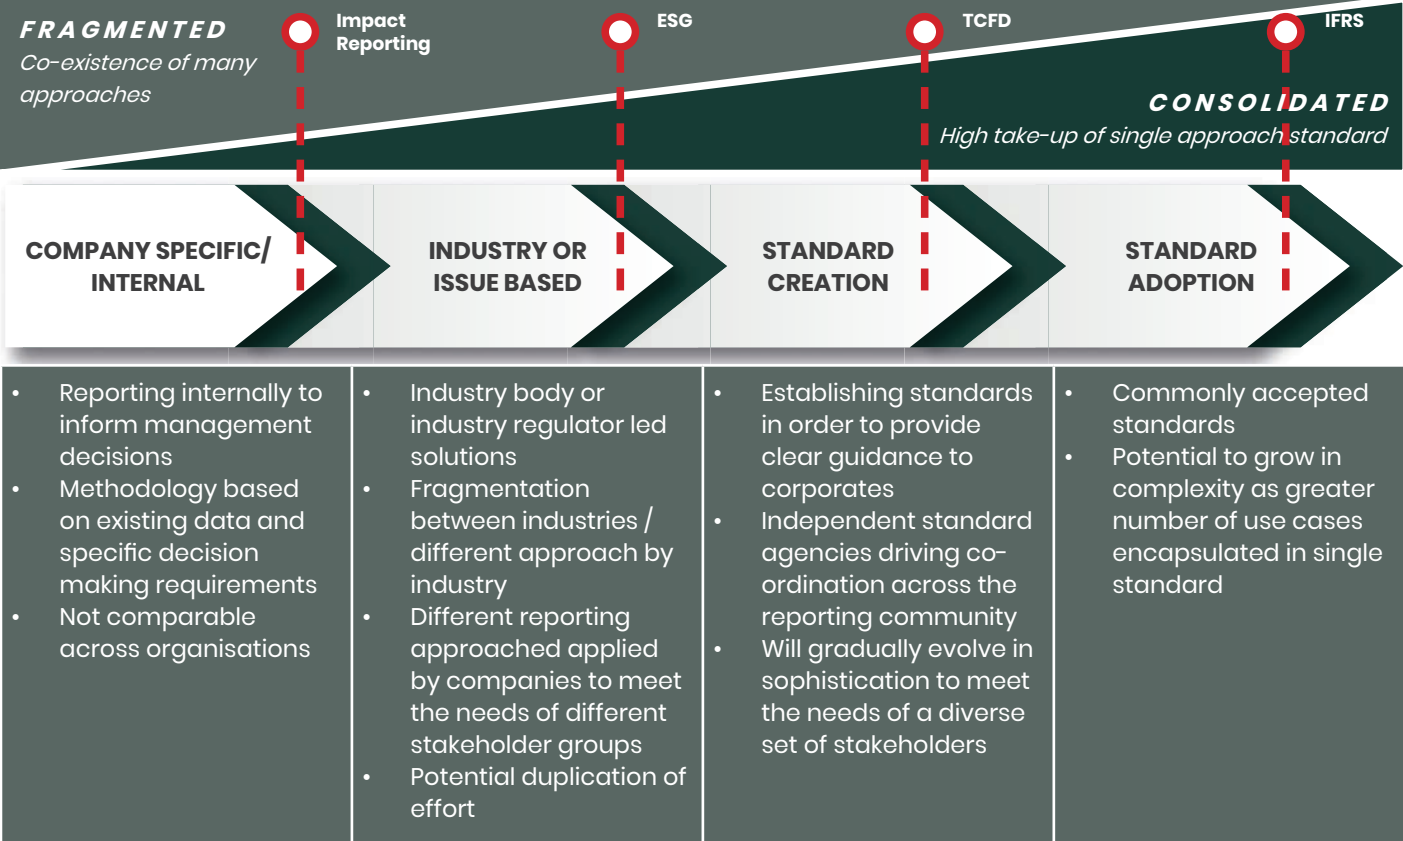 FRAGMENTED
Co-existence of many
approaches
Impact
Reporting
ESG
TCFD
IFRS
CONSOLIDATED
High take-up of single approach standard
COMPANY SPECIFIC/
INTERNAL
INDUSTRY OR
ISSUE BASED
STANDARD
CREATION
STANDARD
ADOPTION
• Reporting internally to
inform management
decisions
• Methodology based
on existing data and
specific decision
making requirements
• Not comparable
across organisations
• Industry body or
industry regulator led
solutions
• Fragmentation
between industries /
different approach by
industry
• Different reporting
approached applied
by companies to meet
the needs of different
stakeholder groups
• Potential duplication of
effort
• Establishing standards
in order to provide
clear guidance to
corporates
• Independent standard
agencies driving co-
ordination across the
reporting community
• Will gradually evolve in
sophistication to meet
the needs of a diverse
set of stakeholders
• Commonly accepted
standards
• Potential to grow in
complexity as greater
number of use cases
encapsulated in single
standard